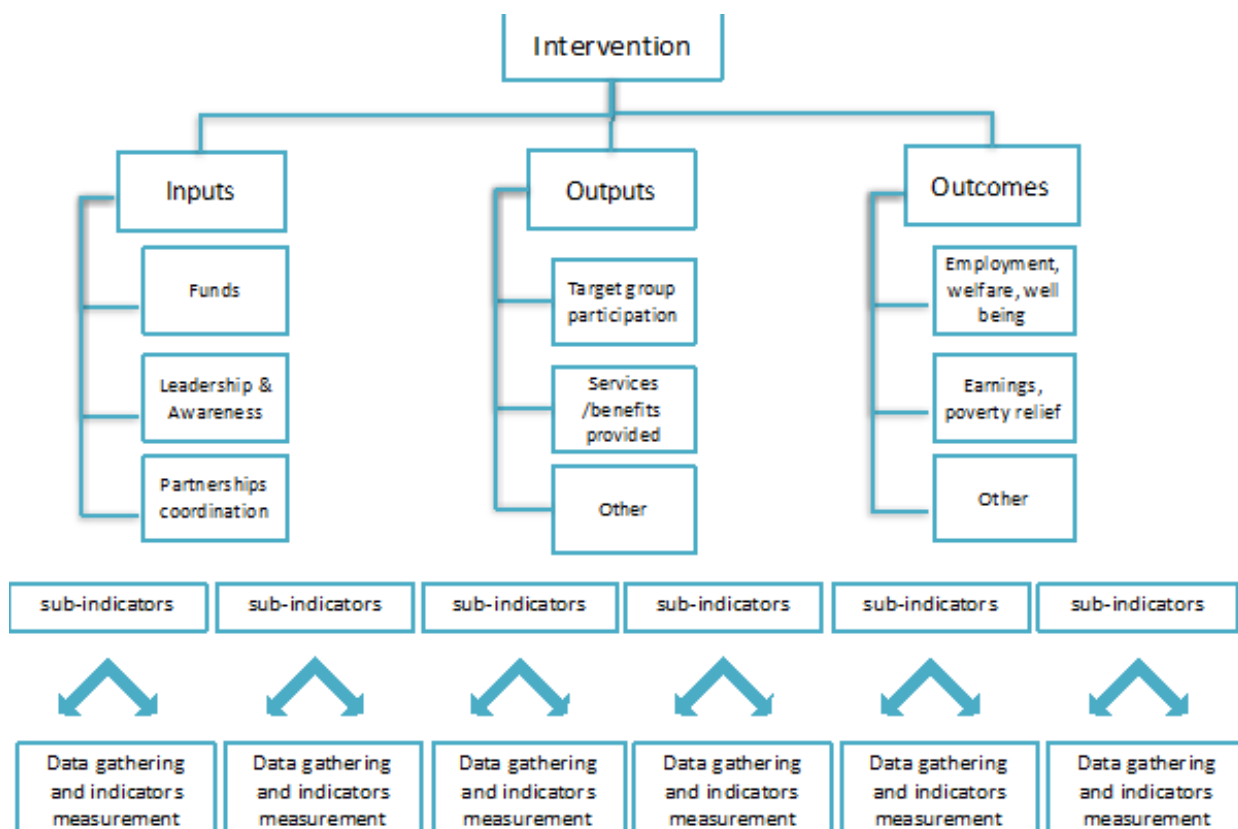 Intervention
Inputs
Outputs
Outcomes
Funds
Leadership &
Awareness
Partnerships
coordination
Target group
participation
Services
/benefits
provided
Other
Employment,
welfare, well
being
Earnings,
poverty relief
Other
sub-indicators
sub-indicators
sub-indicators
sub-indicators
sub-indicators
sub-indicators
Data gathering
and indicators
measurement
Data gathering
and indicators
measurement
Data gathering
and indicators
measurement
Data gathering
and indicators
measurement
Data gathering
and indicators
measurement
Data gathering
and indicators
measurement